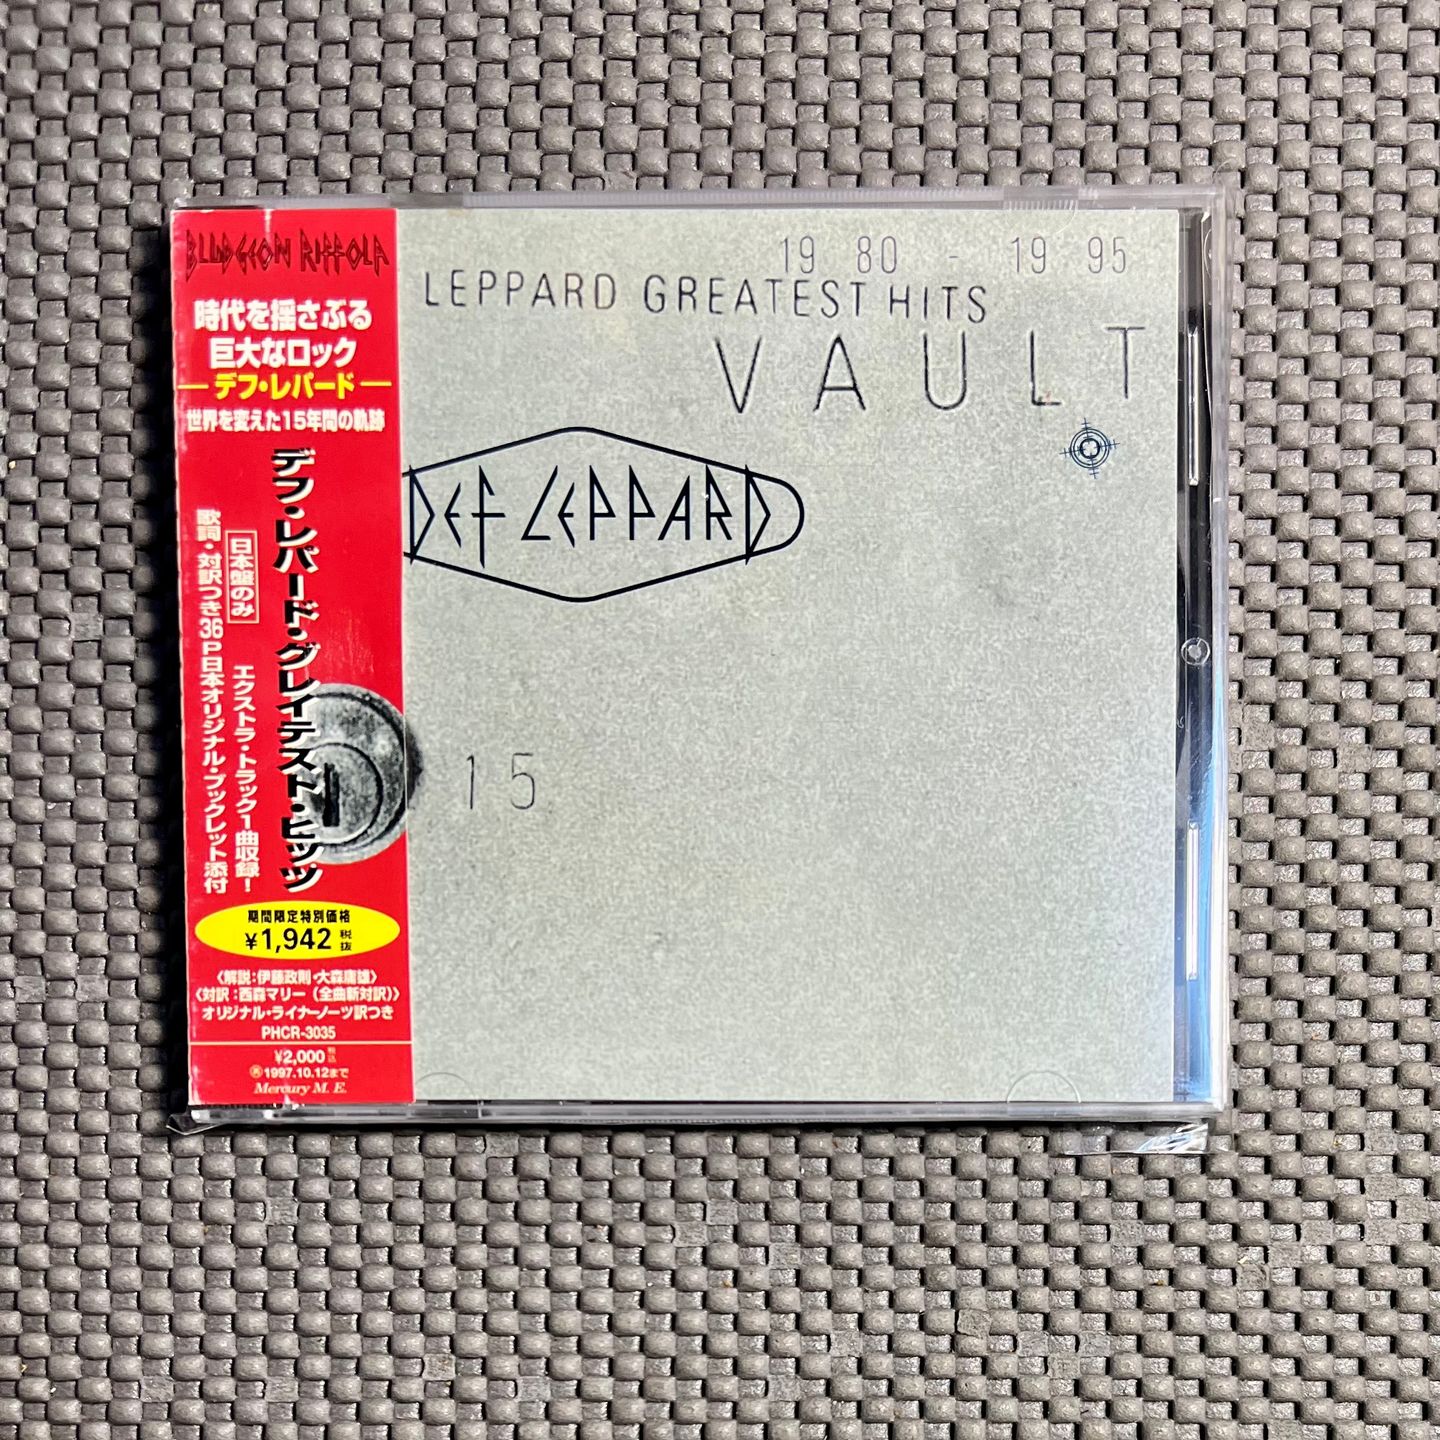 BLUDGEON RIFFOLA
時代を揺さぶる
巨大なロック
デフ・レパード
世界を変えた15年間の軌跡
デフ・レパード・グレイテスト・ヒッツ
日本盤のみ
エクストラ・トラック1曲収録!
歌詞・対訳つき36P日本オリジナル・ブックレット添付
期間限定特別価格
¥1,942 税抜
〈解説:伊藤政則・大森庸雄〉
〈対訳:西森マリー(全曲新対訳)〉
オリジナル・ライナーノーツ訳つき
PHCR-3035
¥2,000 税込
再1997.10.12まで
Mercury M. E.
19 80 - 19 95
LEPPARD GREATEST HITS
VAULT
DEF LEPPARD
15